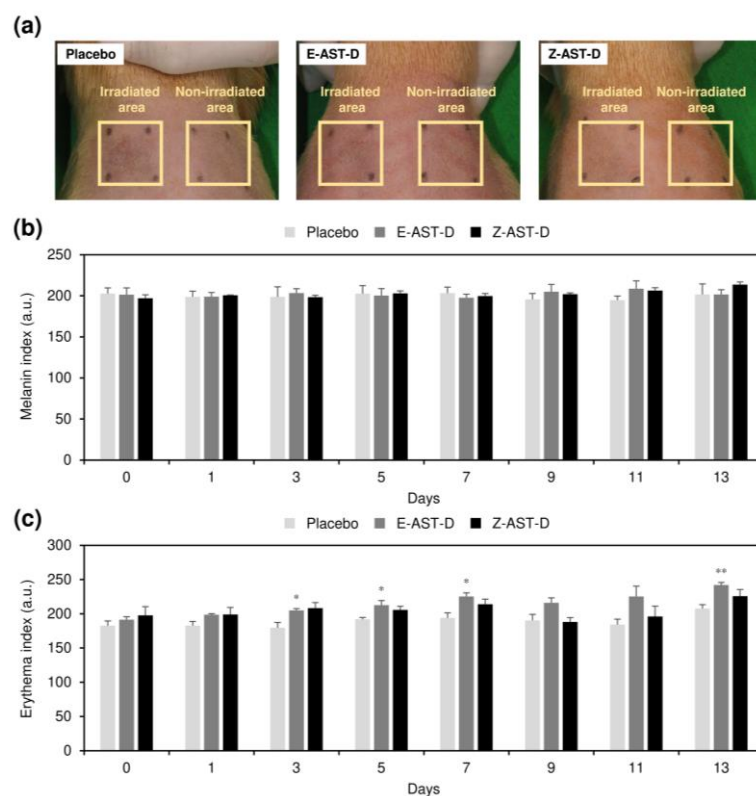 (a)
Placebo
E-AST-D
Z-AST-D
Irradiated area
Non-irradiated area
Irradiated area
Non-irradiated area
Irradiated area
Non-irradiated area
(b)
Placebo E-AST-D Z-AST-D
Melanin index (a.u.)
250
200
150
100
50
0
0 1 3 5 7 9 11 13
Days
(c)
Placebo E-AST-D Z-AST-D
Erythema index (a.u.)
300
250
200
150
100
50
0
* * * **
0 1 3 5 7 9 11 13
Days